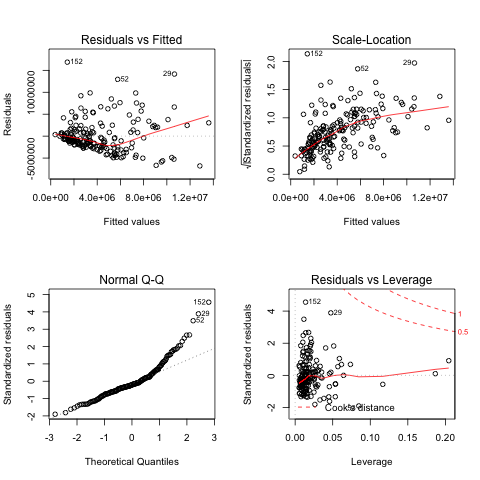 Residuals vs Fitted
Residuals
-5000000
5000000
10000000
152
52
29
0.0e+00 4.0e+06 8.0e+06 1.2e+07
Fitted values
Scale-Location
√|Standardized residuals|
0.0
0.5
1.0
1.5
2.0
152
52
29
0.0e+00 4.0e+06 8.0e+06 1.2e+07
Fitted values
Normal Q-Q
Standardized residuals
-2
-1
0
1
2
3
4
5
152
29
52
-3 -2 -1 0 1 2 3
Theoretical Quantiles
Residuals vs Leverage
Standardized residuals
-2
0
2
4
152
29
1
0.5
Cook's distance
0.00 0.05 0.10 0.15 0.20
Leverage